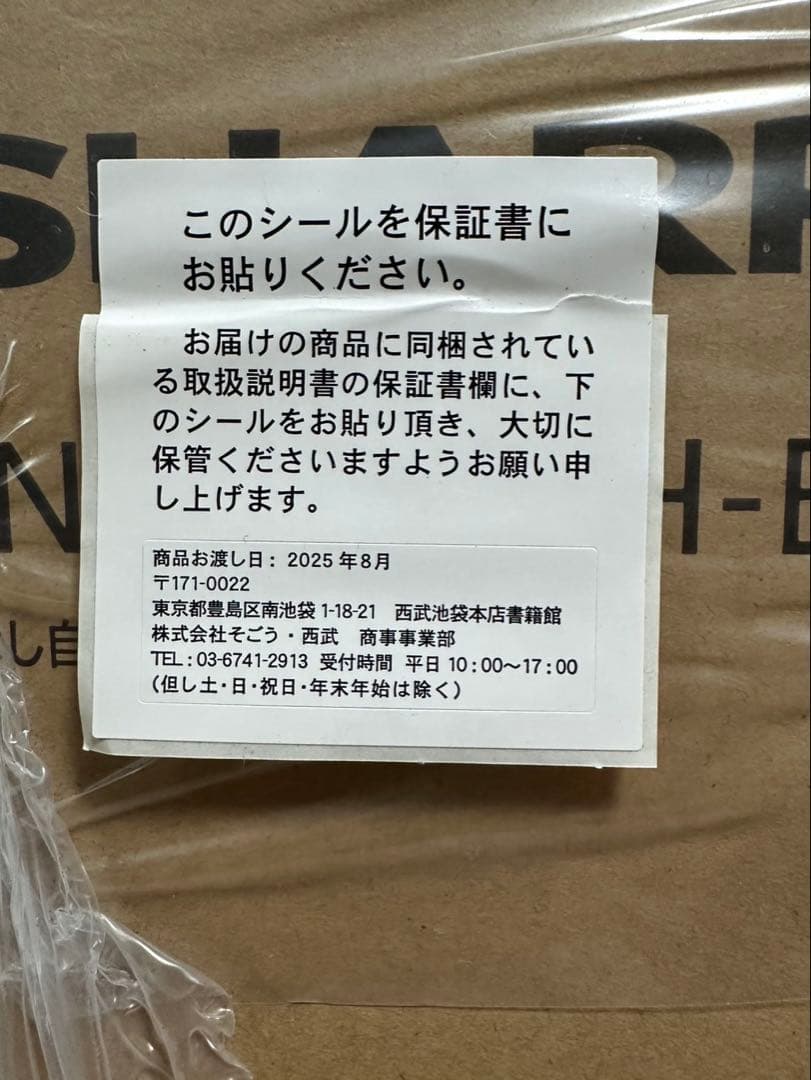 SHARP
このシールを保証書に
お貼りください。
お届けの商品に同梱されてい
る取扱説明書の保証書欄に、下
のシールをお貼り頂き、大切に
保管くださいますようお願い申
し上げます。
商品お渡し日: 2025年8月
〒171-0022
東京都豊島区南池袋1-18-21 西武池袋本店書籍館
株式会社そごう・西武 商事事業部
TEL:03-6741-2913 受付時間 平日10:00〜17:00
(但し土・日・祝日・年末年始は除く)